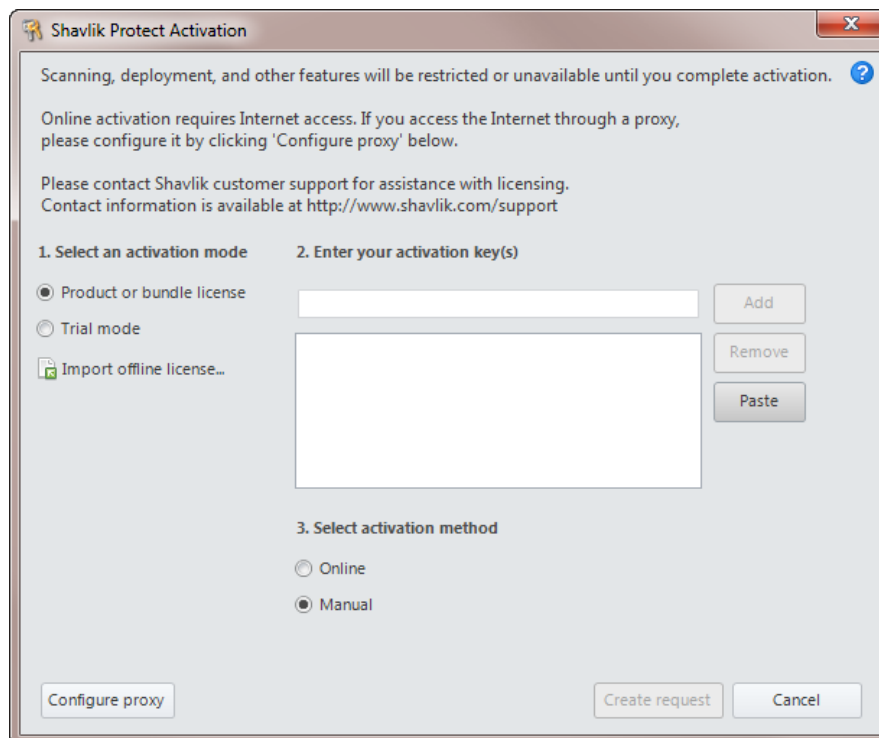 Shavlik Protect Activation
Scanning, deployment, and other features will be restricted or unavailable until you complete activation.
Online activation requires Internet access. If you access the Internet through a proxy,
please configure it by clicking 'Configure proxy' below.
Please contact Shavlik customer support for assistance with licensing.
Contact information is available at http://www.shavlik.com/support
1. Select an activation mode
Product or bundle license
Trial mode
Import offline license...
2. Enter your activation key(s)
Add
Remove
Paste
3. Select activation method
Online
Manual
Configure proxy
Create request
Cancel